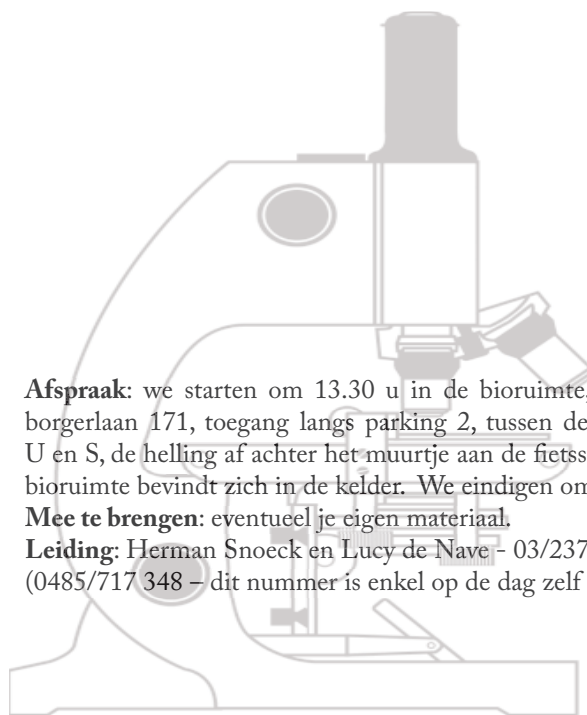 Afspraak: we starten om 13.30 u in de bioruimte,
borgerlaan 171, toegang langs parking 2, tussen de
U en S, de helling af achter het muurtje aan de fietss
bioruimte bevindt zich in de kelder. We eindigen om
Mee te brengen: eventueel je eigen materiaal.
Leiding: Herman Snoeck en Lucy de Nave - 03/237
(0485/717 348 – dit nummer is enkel op de dag zelf